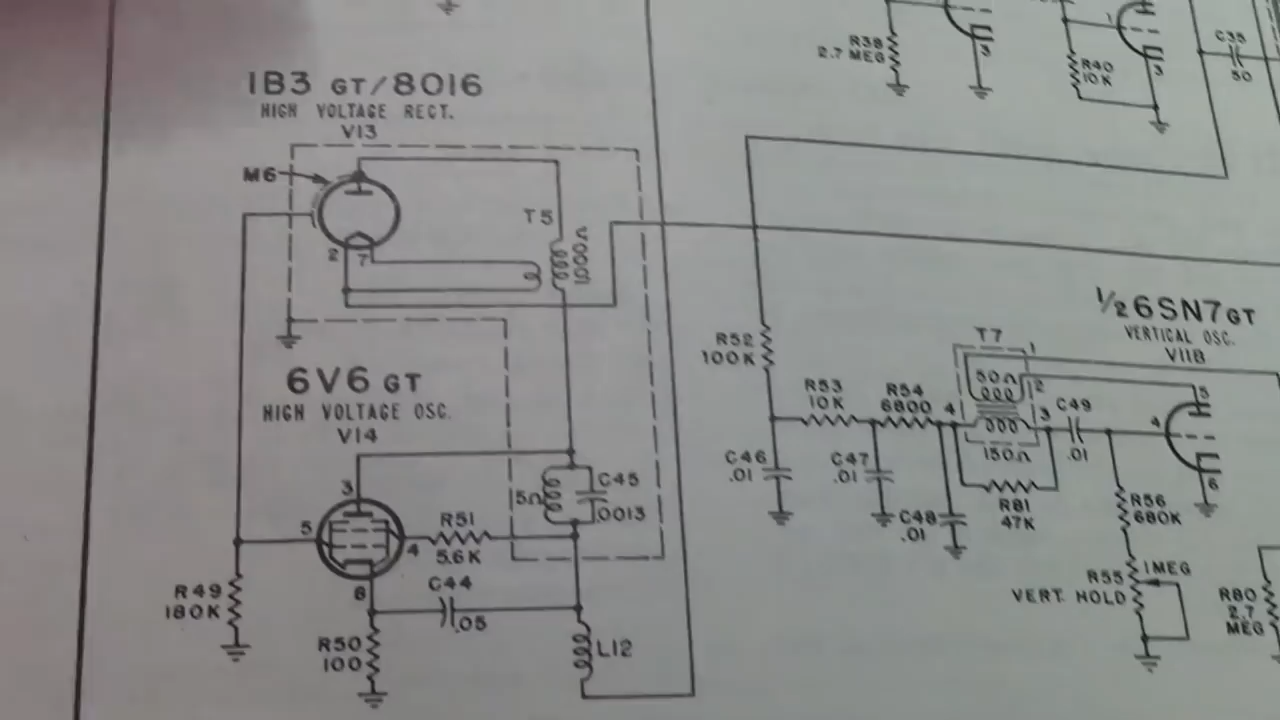 R38
2.7 MEG
3
R40
10K
1
3
C35
50
1B3 GT/8016
HIGH VOLTAGE RECT.
V13
M6
T5
2
7
6V6 GT
HIGH VOLTAGE OSC.
V14
3
5
4
8
R51
5.6K
5Ω
C45
.0013
R49
180K
C44
.05
R50
100
L12
R52
100K
R53
10K
R54
6800
4
T7
1
50Ω
2
3
150Ω
C49
.01
R81
47K
C46
.01
C47
.01
C48
.01
½6SN7GT
VERTICAL OSC.
V11B
5
4
6
R56
680K
R55
1MEG
VERT. HOLD
R80
2.7
MEG